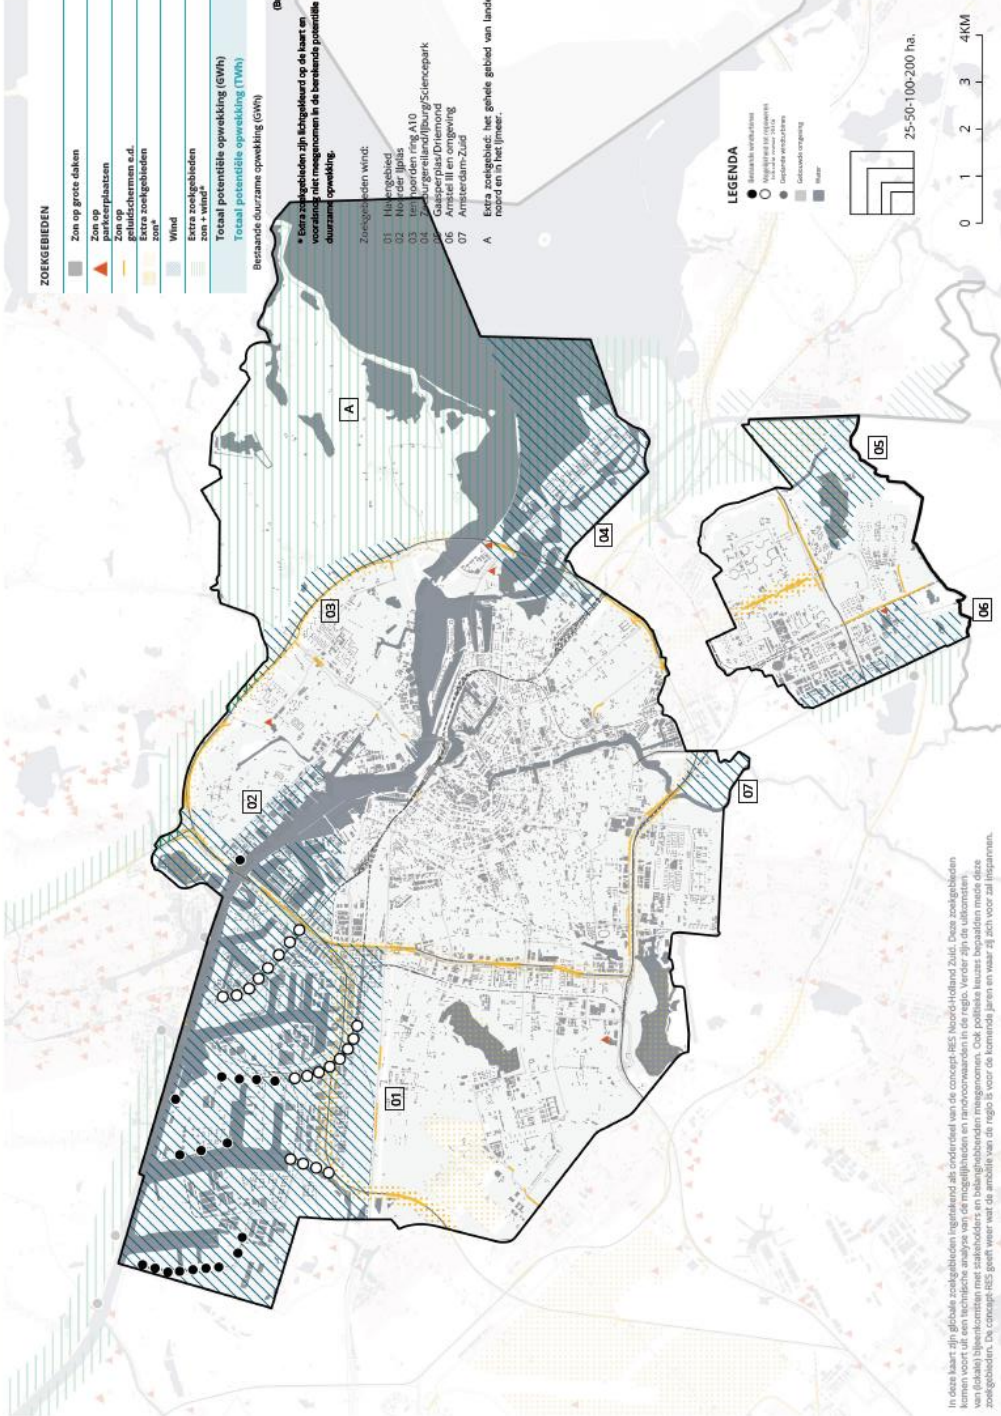 ZOEKGEBIEDEN
Zon op grote daken
Zon op
parkeerplaatsen
Zon op
geluidschermen e.d.
Extra zoekgebieden
zon*
Wind
Extra zoekgebieden
zon + wind*
Totaal potentiële opwekking (GWh)
Totaal potentiële opwekking (TWh)
Bestaande duurzame opwekking (GWh)
* Extra zoekgebieden zijn lichtgekleurd op de kaart en
vooralsnog niet meegenomen in de berekende potentiële
duurzame opwekking.
Zoekgebieden wind:
01 Havengebied
02 Noorder IJplas
03 ten noorden ring A10
04 Zeeburgereiland/IJburg/Sciencepark
05 Gaasperplas/Driemond
06 Amstel III en omgeving
07 Amsterdam-Zuid
A Extra zoekgebied: het gehele gebied van lande
noord en in het IJmeer.
LEGENDA
Bestaande windturbines
Mogelijkheid tot repoweren
Geplande windturbines
Gebouwde omgeving
Water
25-50-100-200 ha.
0 1 2 3 4KM
A
01
02
03
04
05
06
07
In deze kaart zijn globale zoekgebieden ingetekend als onderdeel van de concept-RES Noord-Holland Zuid. Deze zoekgebieden
komen voort uit een technische analyse van de mogelijkheden en randvoorwaarden in de regio. Verder zijn de uitkomsten
van (lokale) bijeenkomsten met stakeholders en belanghebbenden meegenomen. Ook politieke keuzes bepaalden mede deze
zoekgebieden. De concept-RES geeft weer wat de ambitie van de regio is voor de komende jaren en waar zij zich voor zal inspannen.